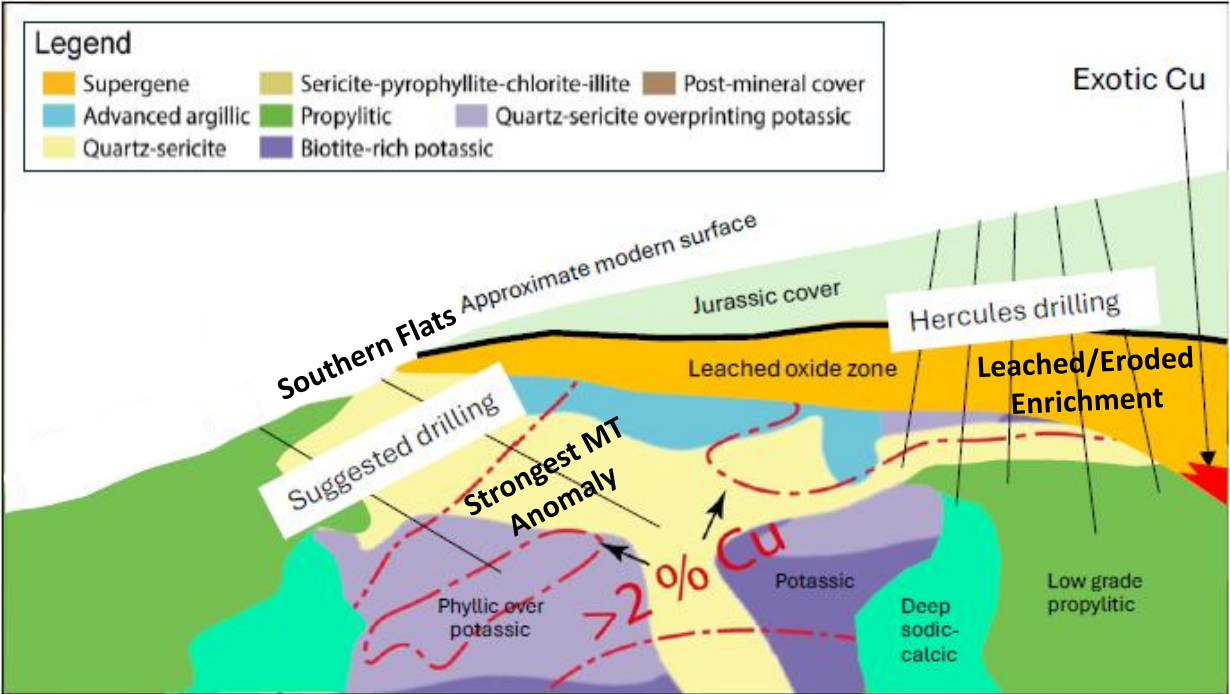 Legend
Supergene
Sericite-pyrophyllite-chlorite-illite
Post-mineral cover
Advanced argillic
Propylitic
Quartz-sericite overprinting potassic
Quartz-sericite
Biotite-rich potassic
Exotic Cu
Approximate modern surface
Jurassic cover
Hercules drilling
Southern Flats
Leached oxide zone
Leached/Eroded
Enrichment
Suggested drilling
Strongest MT
Anomaly
>2 % Cu
Potassic
Phyllic over
potassic
Deep
sodic-
calcic
Low grade
propylitic